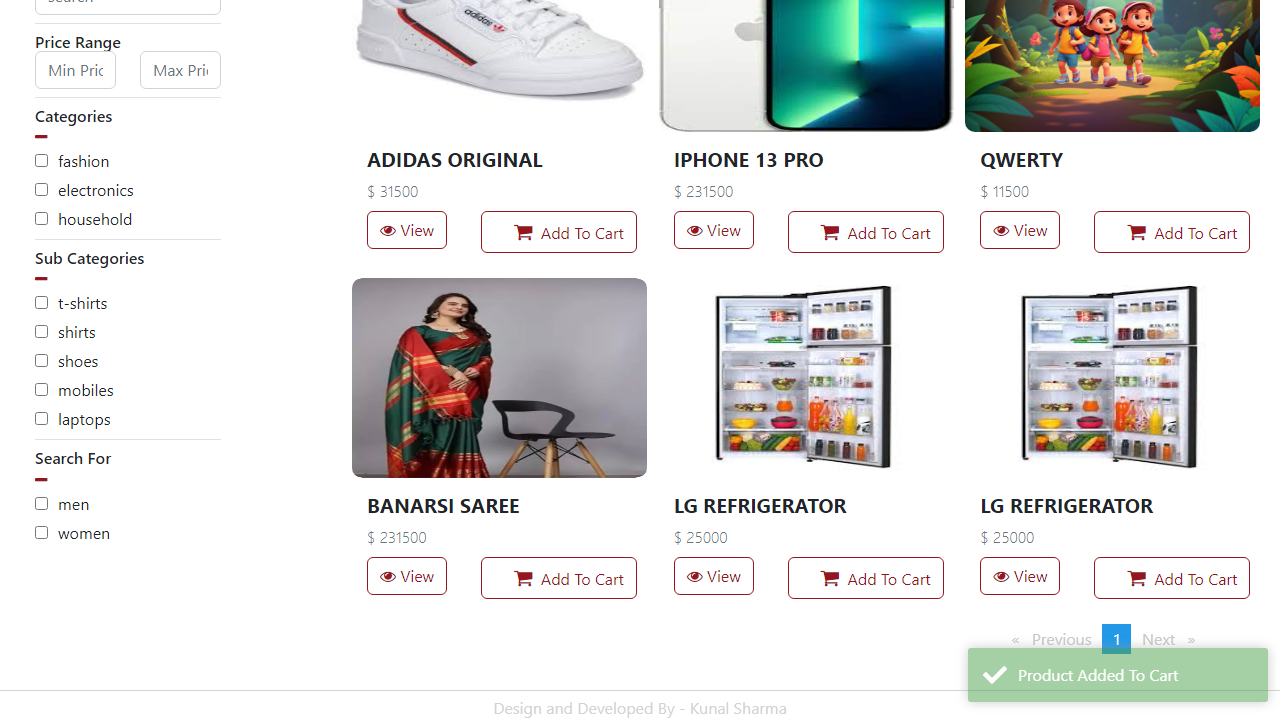 search
Price Range
Min Pric
Max Pri
Categories
fashion
electronics
household
Sub Categories
t-shirts
shirts
shoes
mobiles
laptops
Search For
men
women
adidas
ADIDAS ORIGINAL
$ 31500
View
Add To Cart
IPHONE 13 PRO
$ 231500
View
Add To Cart
QWERTY
$ 11500
View
Add To Cart
BANARSI SAREE
$ 231500
View
Add To Cart
LG REFRIGERATOR
$ 25000
View
Add To Cart
LG REFRIGERATOR
$ 25000
View
Add To Cart
« Previous 1 Next »
Product Added To Cart
Design and Developed By - Kunal Sharma